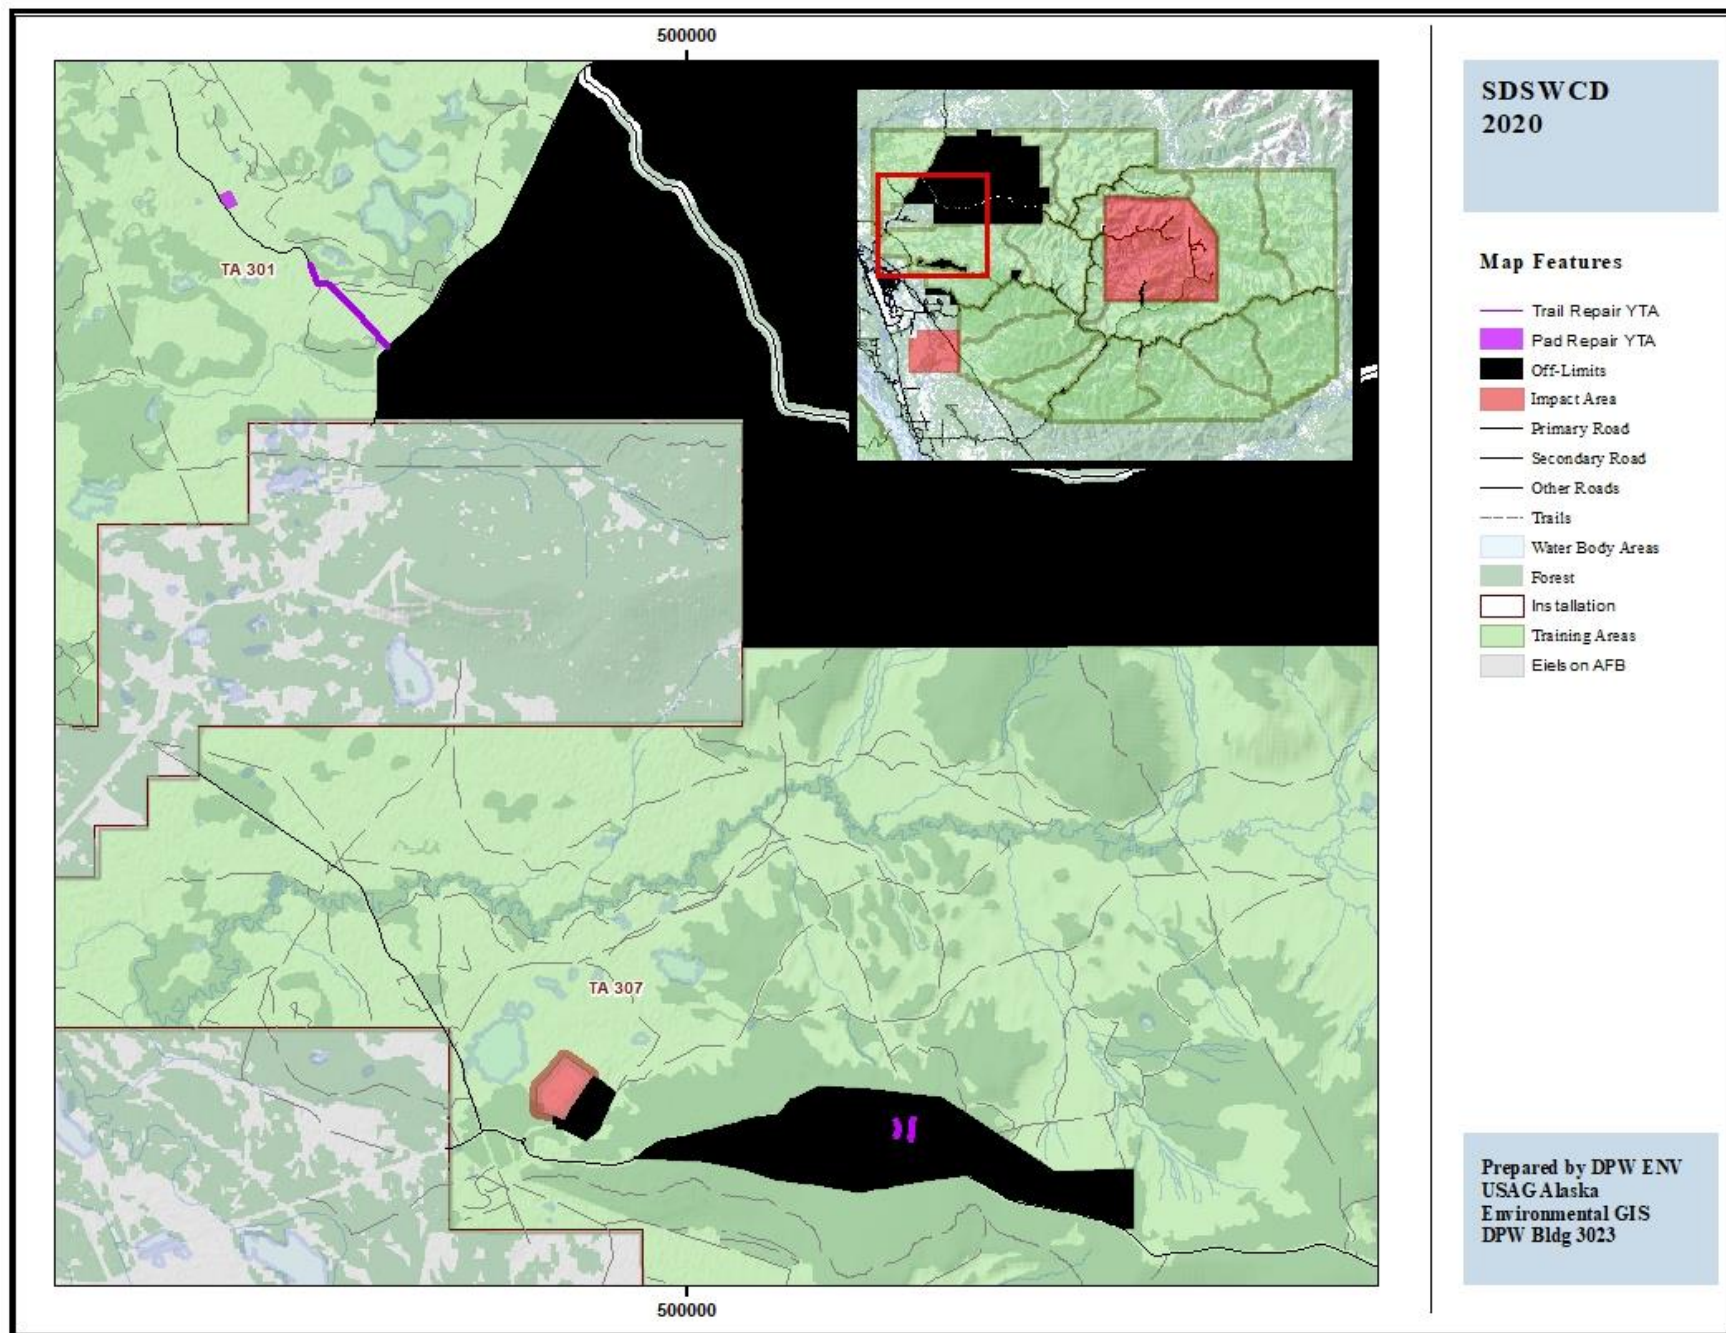 500000
SDSWCD
2020
Map Features
Trail Repair YTA
Pad Repair YTA
Off-Limits
Impact Area
Primary Road
Secondary Road
Other Roads
Trails
Water Body Areas
Forest
Installation
Training Areas
Eielson AFB
TA 301
TA 307
Prepared by DPW ENV
USAG Alaska
Environmental GIS
DPW Bldg 3023
500000